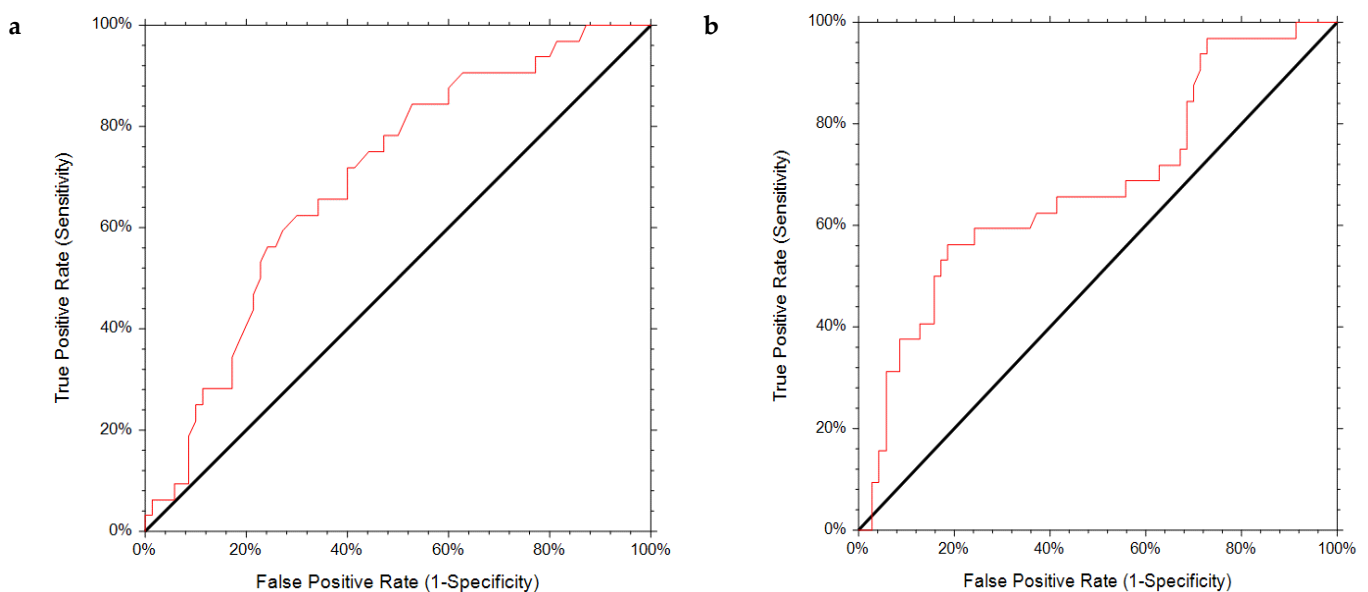 a
True Positive Rate (Sensitivity)
100%
80%
60%
40%
20%
0%
0% 20% 40% 60% 80% 100%
False Positive Rate (1-Specificity)
b
True Positive Rate (Sensitivity)
100%
80%
60%
40%
20%
0%
0% 20% 40% 60% 80% 100%
False Positive Rate (1-Specificity)